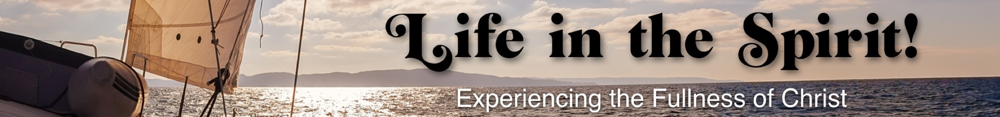 Life in the Spirit!
Experiencing the Fullness of Christ